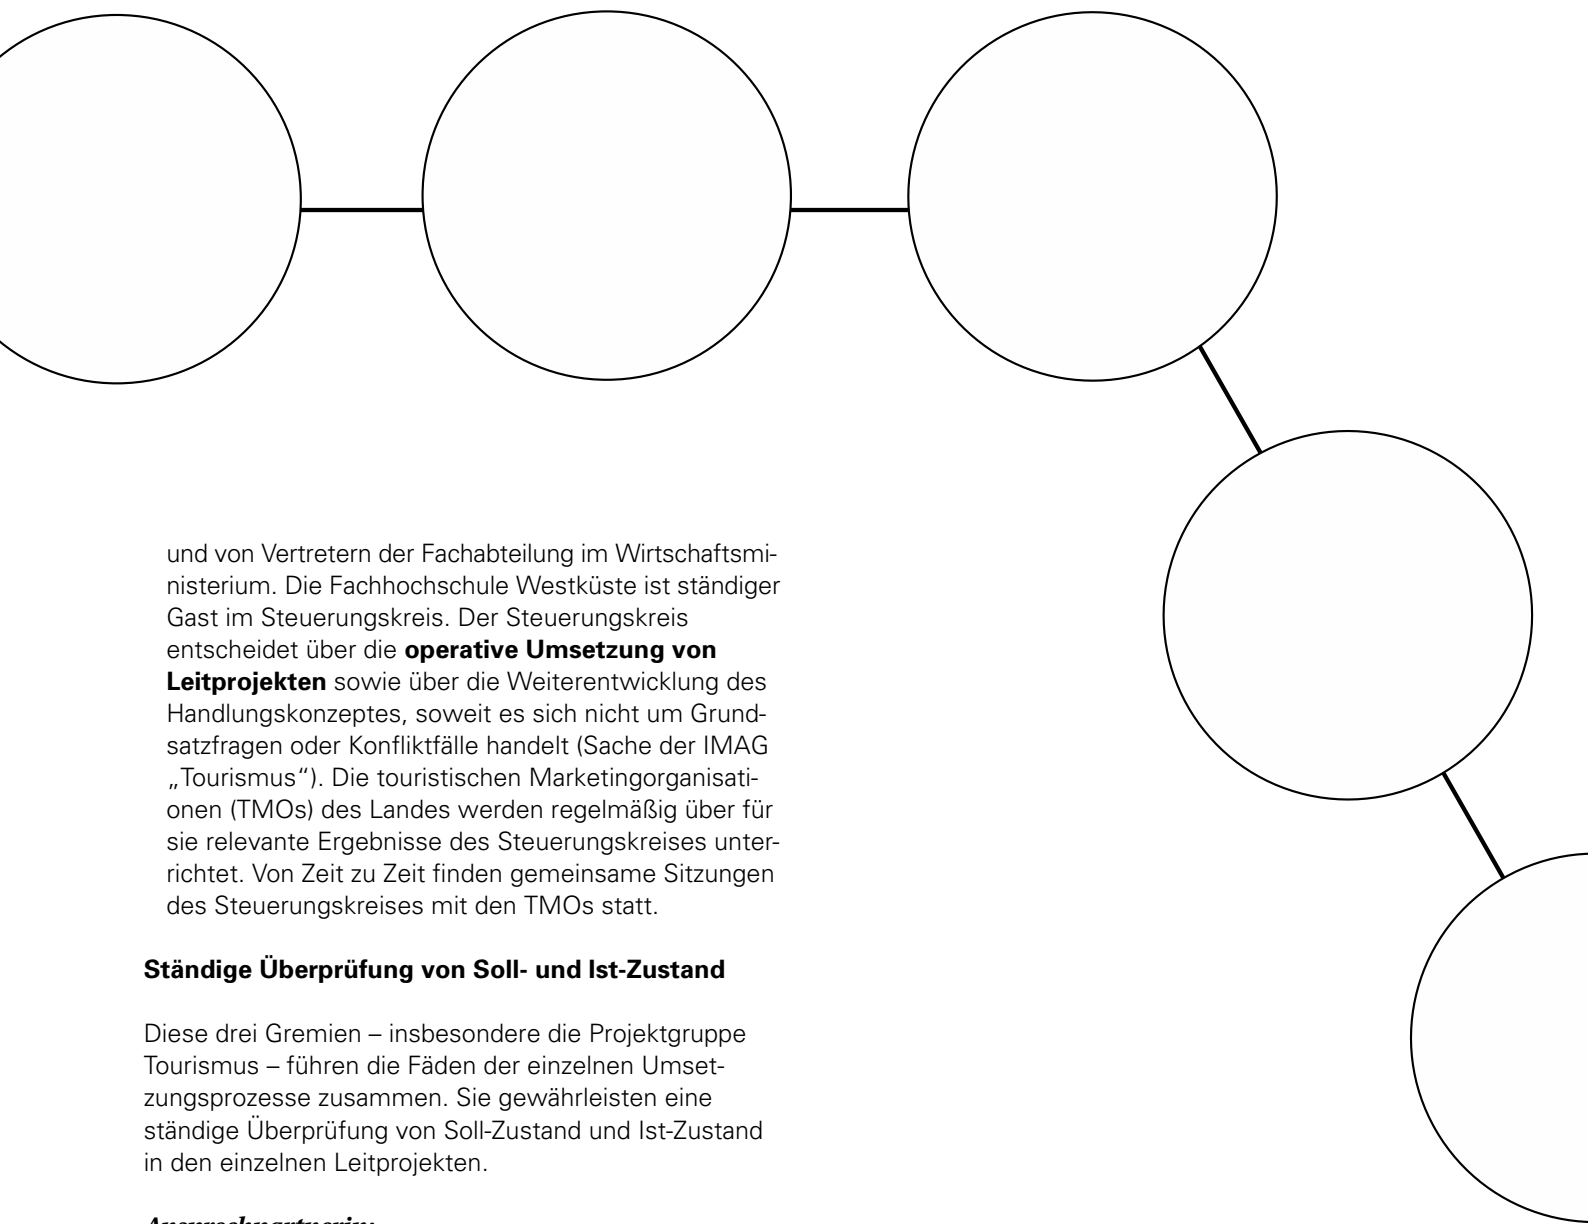 und von Vertretern der Fachabteilung im Wirtschaftsmi-
nisterium. Die Fachhochschule Westküste ist ständiger
Gast im Steuerungskreis. Der Steuerungskreis
entscheidet über die operative Umsetzung von
Leitprojekten sowie über die Weiterentwicklung des
Handlungskonzeptes, soweit es sich nicht um Grund-
satzfragen oder Konfliktfälle handelt (Sache der IMAG
„Tourismus“). Die touristischen Marketingorganisati-
onen (TMOs) des Landes werden regelmäßig über für
sie relevante Ergebnisse des Steuerungskreises unter-
richtet. Von Zeit zu Zeit finden gemeinsame Sitzungen
des Steuerungskreises mit den TMOs statt.
Ständige Überprüfung von Soll- und Ist-Zustand
Diese drei Gremien – insbesondere die Projektgruppe
Tourismus – führen die Fäden der einzelnen Umset-
zungsprozesse zusammen. Sie gewährleisten eine
ständige Überprüfung von Soll-Zustand und Ist-Zustand
in den einzelnen Leitprojekten.
Ansprechpartnerin: